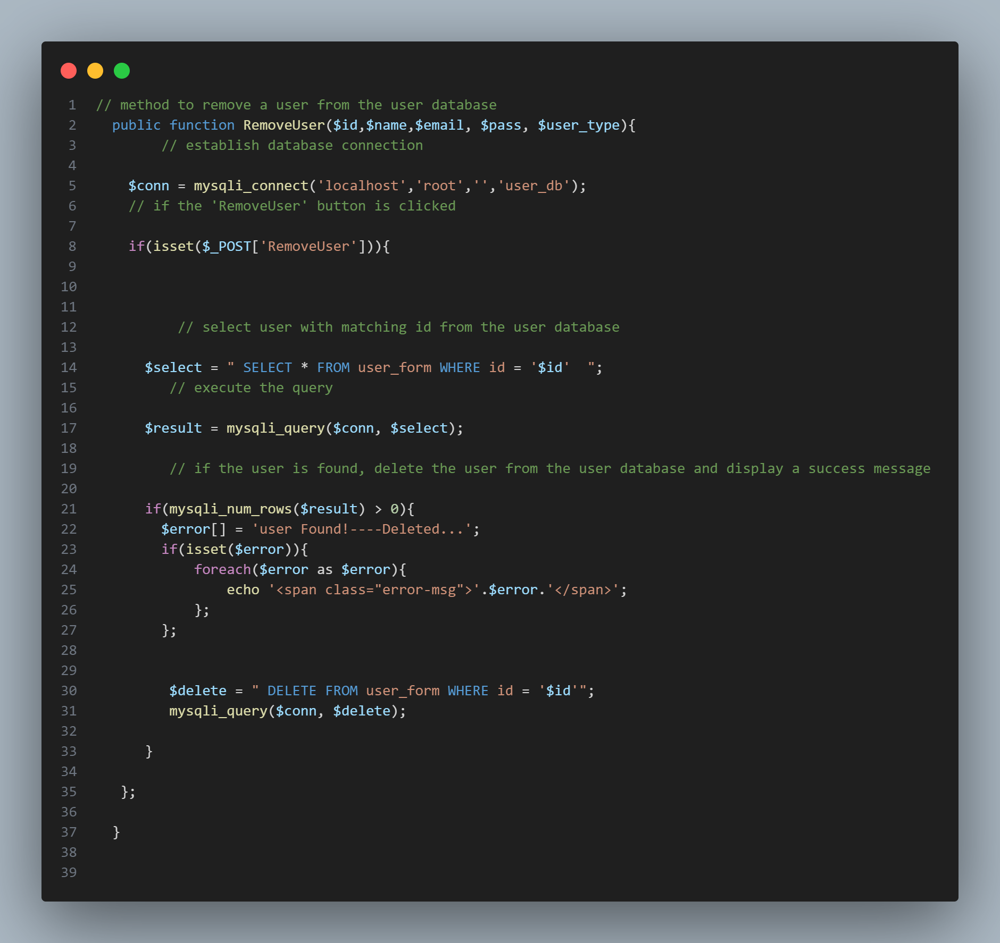 1 // method to remove a user from the user database
2 public function RemoveUser($id,$name,$email, $pass, $user_type){
3 // establish database connection
4
5 $conn = mysqli_connect('localhost','root','','user_db');
6 // if the 'RemoveUser' button is clicked
7
8 if(isset($_POST['RemoveUser'])){
9
10
11
12 // select user with matching id from the user database
13
14 $select = " SELECT * FROM user_form WHERE id = '$id'  ";
15 // execute the query
16
17 $result = mysqli_query($conn, $select);
18
19 // if the user is found, delete the user from the user database and display a success message
20
21 if(mysqli_num_rows($result) > 0){
22 $error[] = 'user Found!----Deleted...';
23 if(isset($error)){
24 foreach($error as $error){
25 echo '<span class="error-msg">'.$error.'</span>';
26 };
27 };
28
29
30 $delete = " DELETE FROM user_form WHERE id = '$id'";
31 mysqli_query($conn, $delete);
32
33 }
34
35 };
36
37 }
38
39